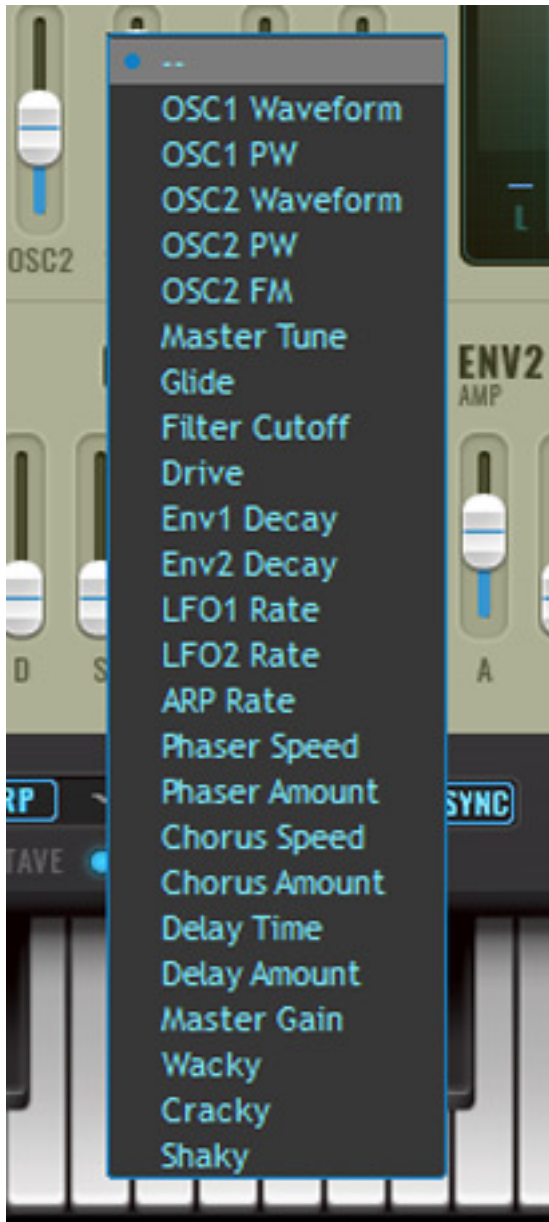 --
OSC1 Waveform
OSC1 PW
OSC2 Waveform
OSC2 PW
OSC2 FM
Master Tune
Glide
Filter Cutoff
Drive
Env1 Decay
Env2 Decay
LFO1 Rate
LFO2 Rate
ARP Rate
Phaser Speed
Phaser Amount
Chorus Speed
Chorus Amount
Delay Time
Delay Amount
Master Gain
Wacky
Cracky
Shaky
OSC2
L
ENV2
AMP
D
S
A
RP
SYNC
TAVE